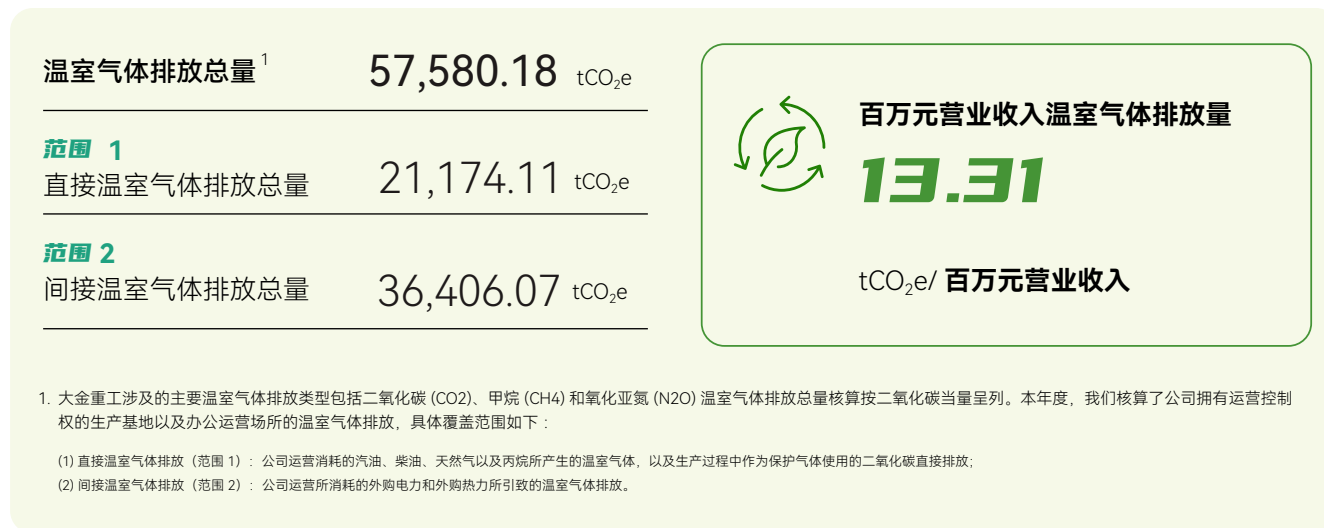 温室气体排放总量1 57,580.18 tCO2e
范围 1
直接温室气体排放总量 21,174.11 tCO2e
范围 2
间接温室气体排放总量 36,406.07 tCO2e
百万元营业收入温室气体排放量
13.31
tCO2e/ 百万元营业收入
1. 大金重工涉及的主要温室气体排放类型包括二氧化碳 (CO2)、甲烷 (CH4) 和氧化亚氮 (N2O) 温室气体排放总量核算按二氧化碳当量呈列。本年度，我们核算了公司拥有运营控制
权的生产基地以及办公运营场所的温室气体排放，具体覆盖范围如下：
(1) 直接温室气体排放（范围 1）：公司运营消耗的汽油、柴油、天然气以及丙烷所产生的温室气体，以及生产过程中作为保护气体使用的二氧化碳直接排放；
(2) 间接温室气体排放（范围 2）：公司运营所消耗的外购电力和外购热力所引致的温室气体排放。